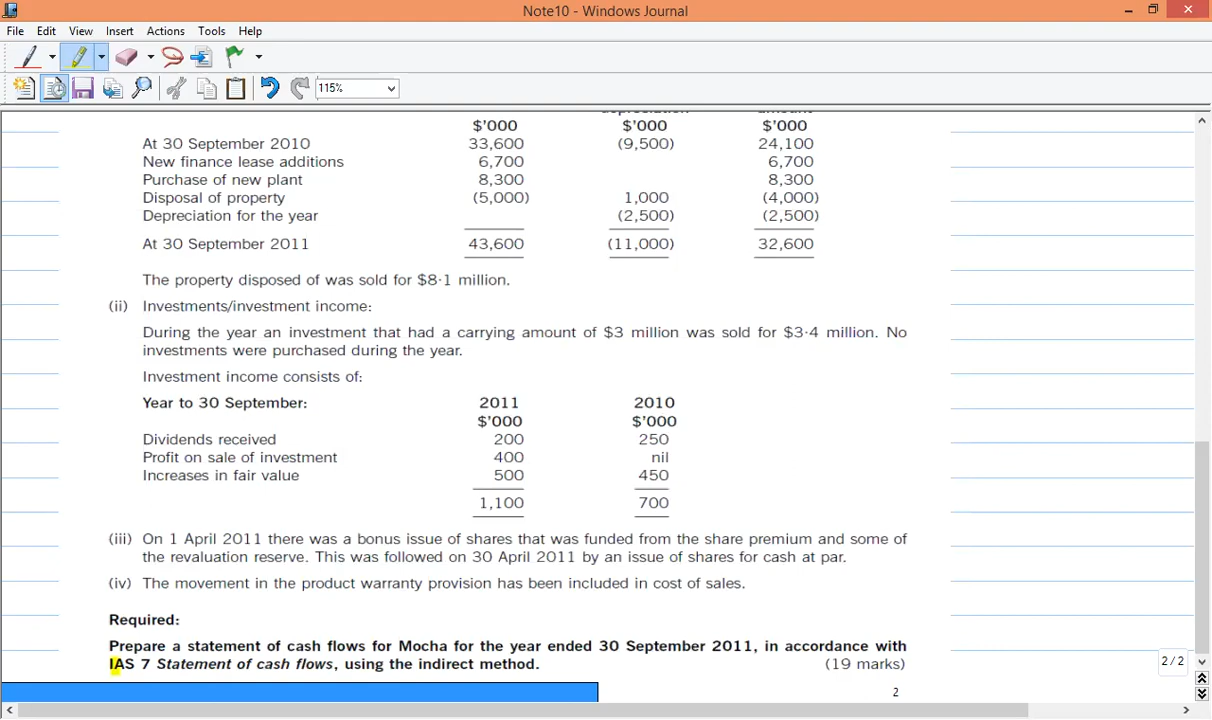 Note10 - Windows Journal
File Edit View Insert Actions Tools Help
115%
$'000 $'000 $'000
At 30 September 2010 33,600 (9,500) 24,100
New finance lease additions 6,700 6,700
Purchase of new plant 8,300 8,300
Disposal of property (5,000) 1,000 (4,000)
Depreciation for the year (2,500) (2,500)
At 30 September 2011 43,600 (11,000) 32,600
The property disposed of was sold for $8·1 million.
(ii) Investments/investment income:
During the year an investment that had a carrying amount of $3 million was sold for $3·4 million. No
investments were purchased during the year.
Investment income consists of:
Year to 30 September: 2011 2010
$'000 $'000
Dividends received 200 250
Profit on sale of investment 400 nil
Increases in fair value 500 450
1,100 700
(iii) On 1 April 2011 there was a bonus issue of shares that was funded from the share premium and some of
the revaluation reserve. This was followed on 30 April 2011 by an issue of shares for cash at par.
(iv) The movement in the product warranty provision has been included in cost of sales.
Required:
Prepare a statement of cash flows for Mocha for the year ended 30 September 2011, in accordance with
IAS 7 Statement of cash flows, using the indirect method. (19 marks)
2 / 2
2